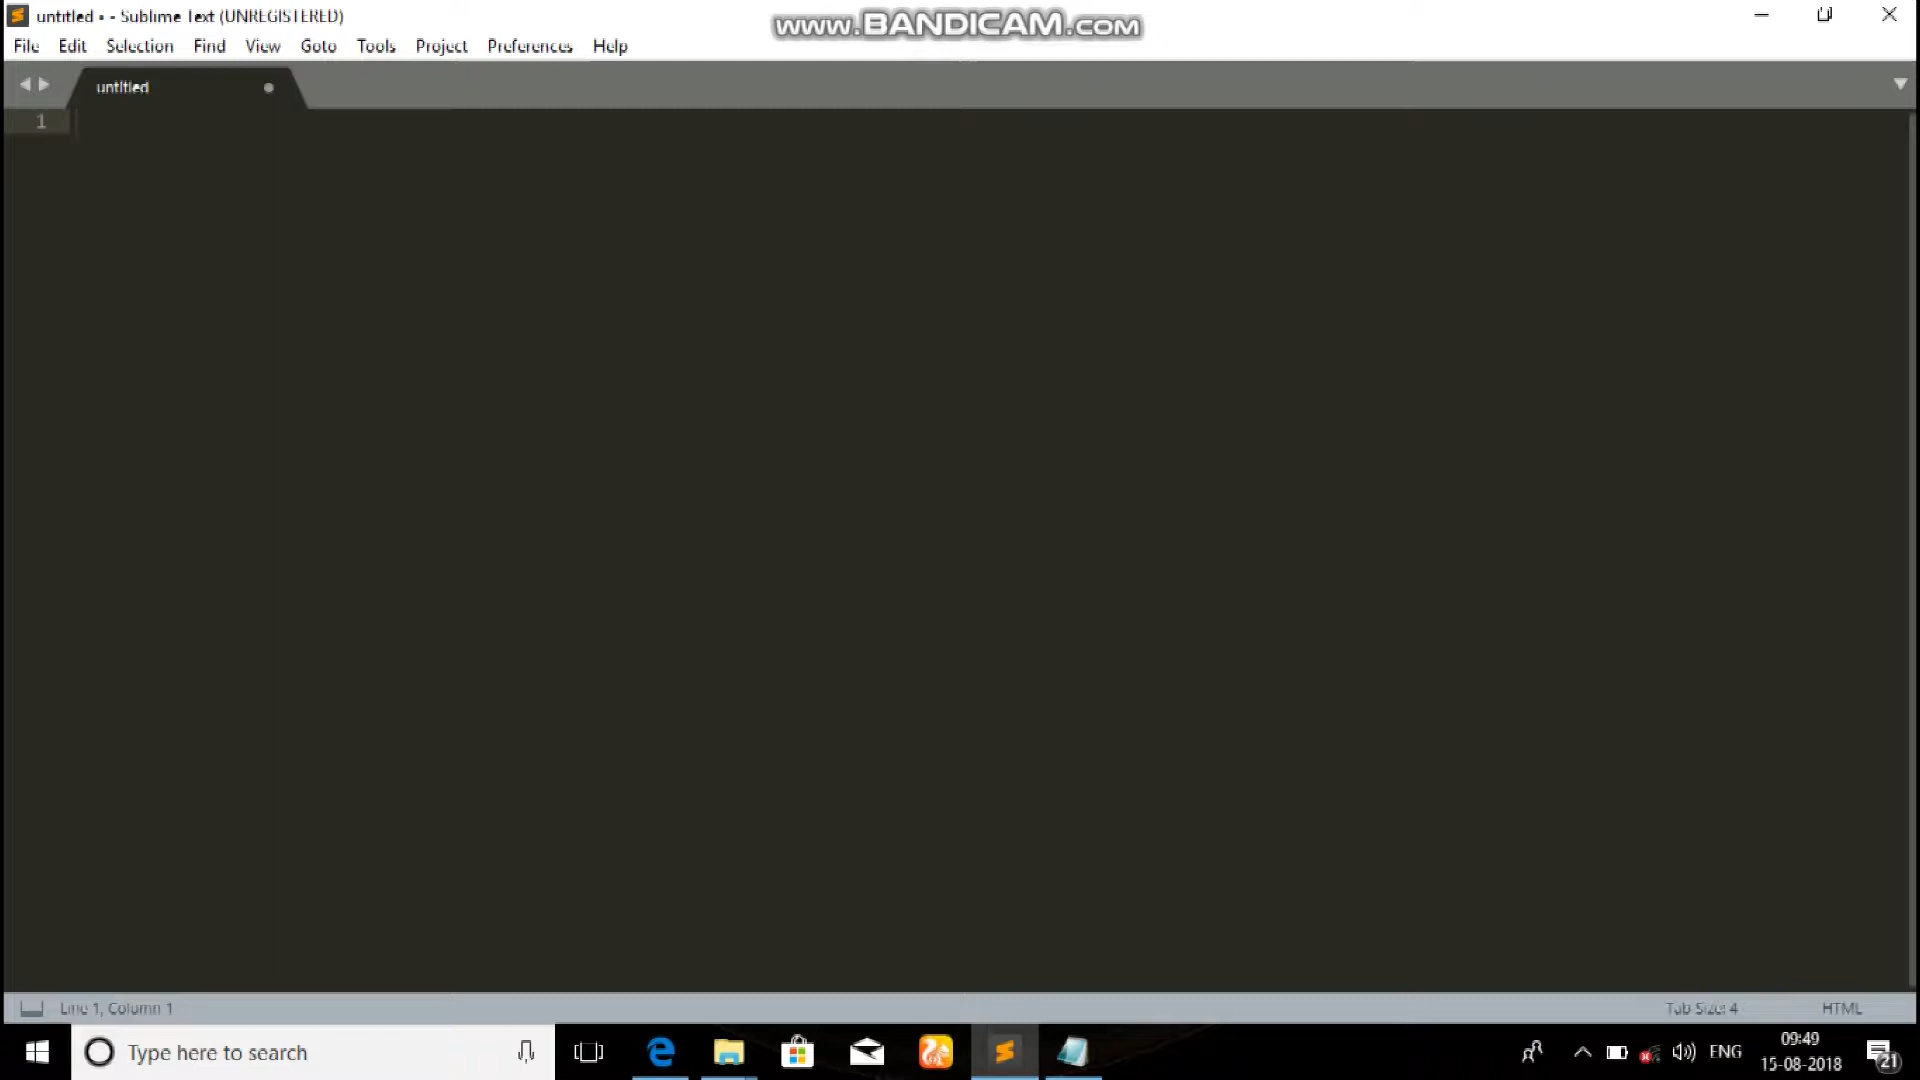 untitled • - Sublime Text (UNREGISTERED)
www.BANDICAM.com
File Edit Selection Find View Goto Tools Project Preferences Help
untitled
1
Line 1, Column 1
Tab Size: 4
HTML
Type here to search
ENG
09:49
15-08-2018
21